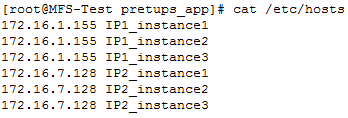 [root@MFS-Test pretups_app]# cat /etc/hosts
172.16.1.155 IP1_instance1
172.16.1.155 IP1_instance2
172.16.1.155 IP1_instance3
172.16.7.128 IP2_instance1
172.16.7.128 IP2_instance2
172.16.7.128 IP2_instance3